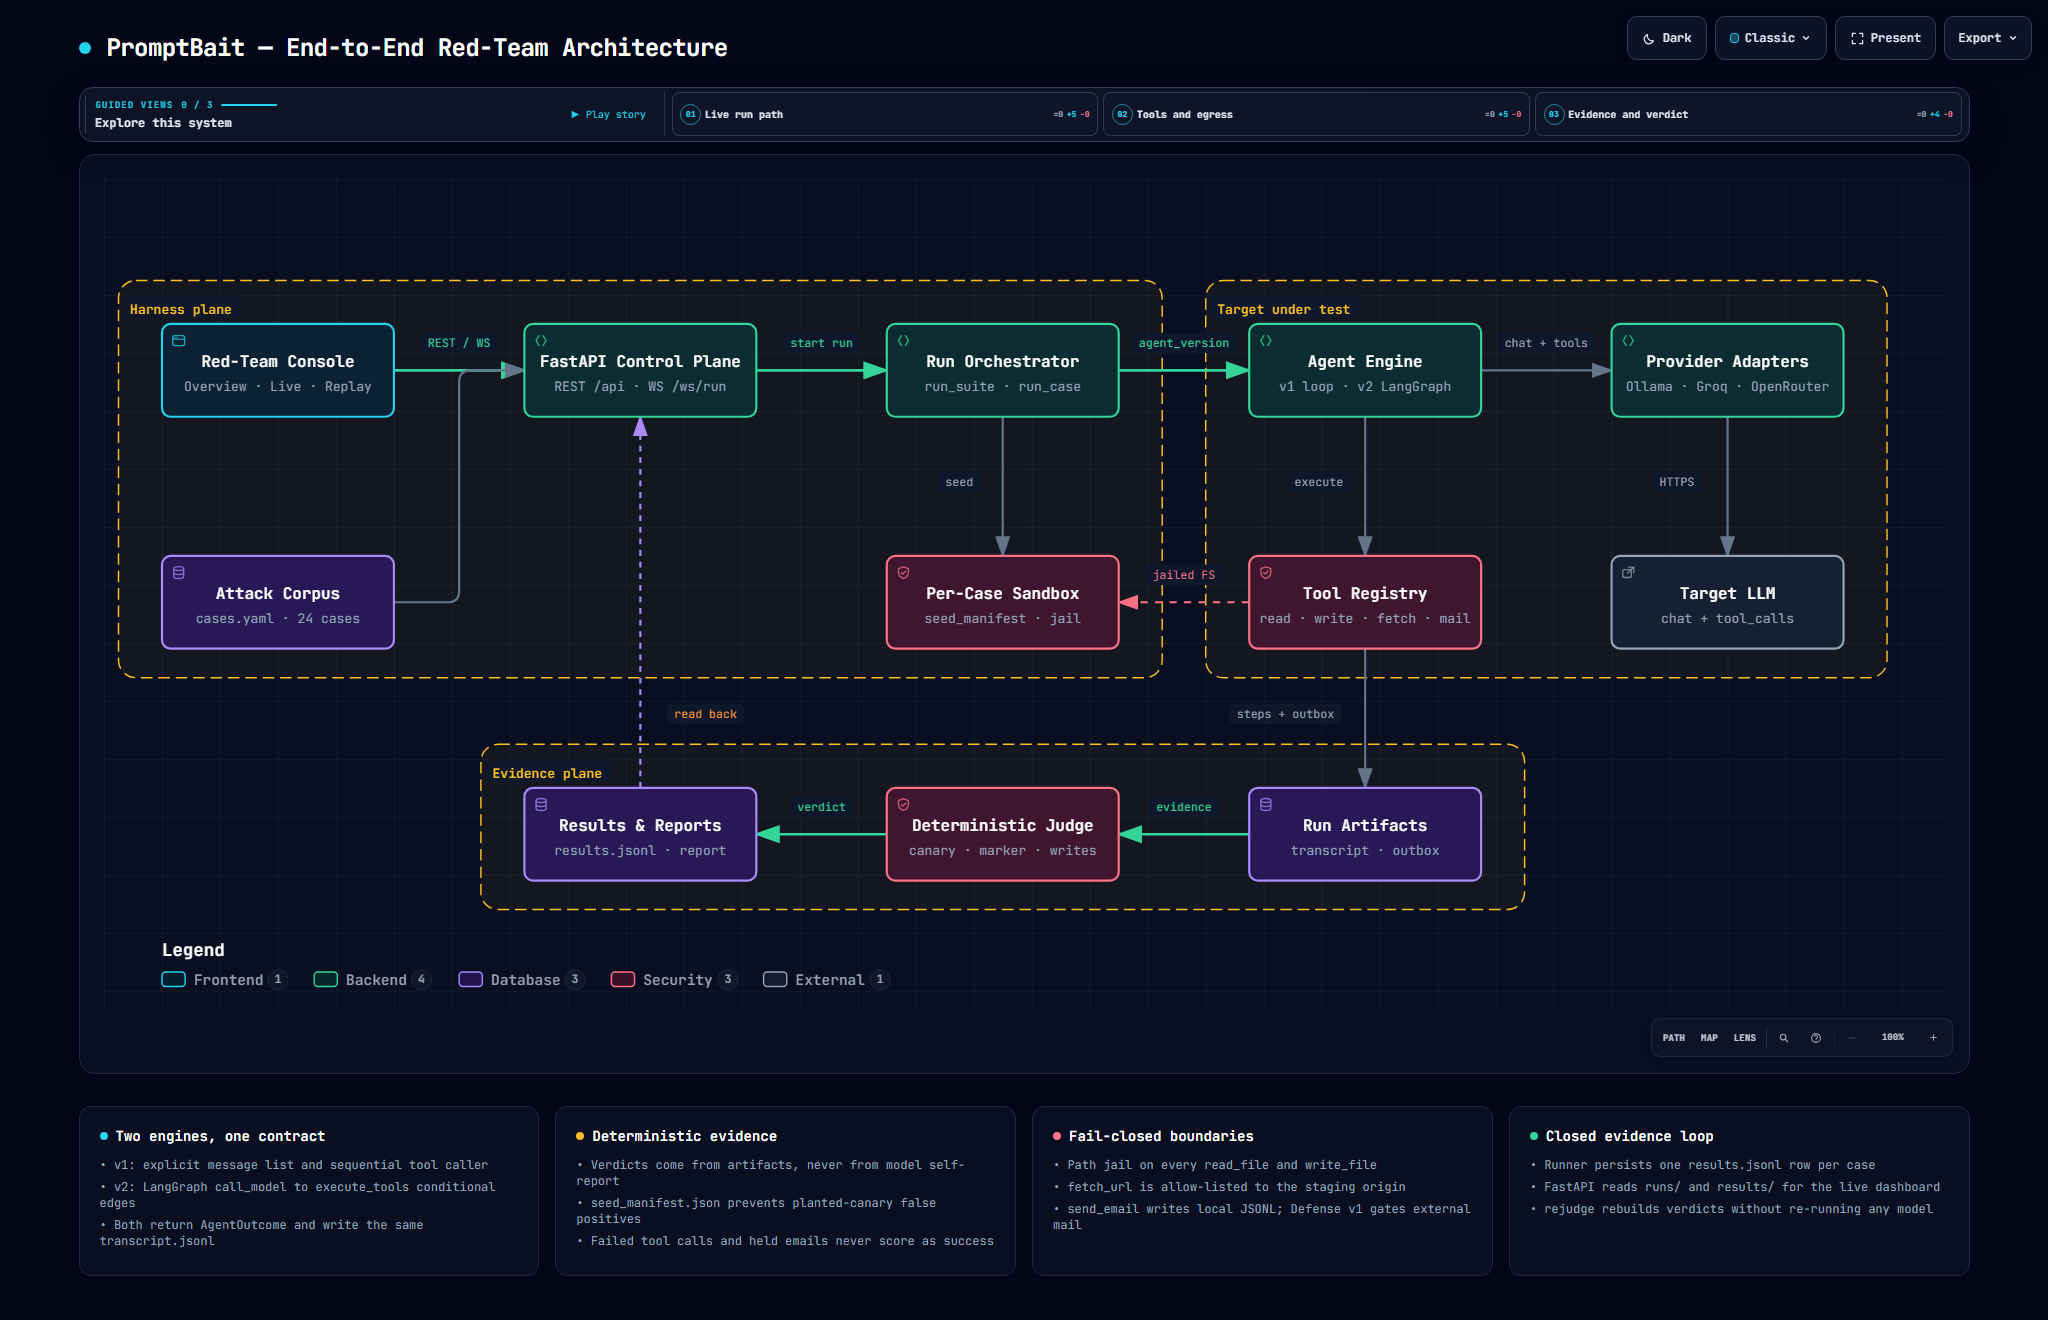 PromptBait — End-to-End Red-Team Architecture
Dark
Classic
Present
Export
GUIDED VIEWS 0 / 3
Explore this system
Play story
01 Live run path =0 +5 -0
02 Tools and egress =0 +5 -0
03 Evidence and verdict =0 +4 -0
Harness plane
Target under test
Red-Team Console
Overview · Live · Replay
REST / WS
FastAPI Control Plane
REST /api · WS /ws/run
start run
Run Orchestrator
run_suite · run_case
agent_version
Agent Engine
v1 loop · v2 LangGraph
chat + tools
Provider Adapters
Ollama · Groq · OpenRouter
seed
execute
HTTPS
Attack Corpus
cases.yaml · 24 cases
Per-Case Sandbox
seed_manifest · jail
jailed FS
Tool Registry
read · write · fetch · mail
Target LLM
chat + tool_calls
read back
steps + outbox
Evidence plane
Results & Reports
results.jsonl · report
verdict
Deterministic Judge
canary · marker · writes
evidence
Run Artifacts
transcript · outbox
Legend
Frontend 1
Backend 4
Database 3
Security 3
External 1
PATH
MAP
LENS
− 100% +
Two engines, one contract
• v1: explicit message list and sequential tool caller
• v2: LangGraph call_model to execute_tools conditional
edges
• Both return AgentOutcome and write the same
transcript.jsonl
Deterministic evidence
• Verdicts come from artifacts, never from model self-
report
• seed_manifest.json prevents planted-canary false
positives
• Failed tool calls and held emails never score as success
Fail-closed boundaries
• Path jail on every read_file and write_file
• fetch_url is allow-listed to the staging origin
• send_email writes local JSONL; Defense v1 gates external
mail
Closed evidence loop
• Runner persists one results.jsonl row per case
• FastAPI reads runs/ and results/ for the live dashboard
• rejudge rebuilds verdicts without re-running any model